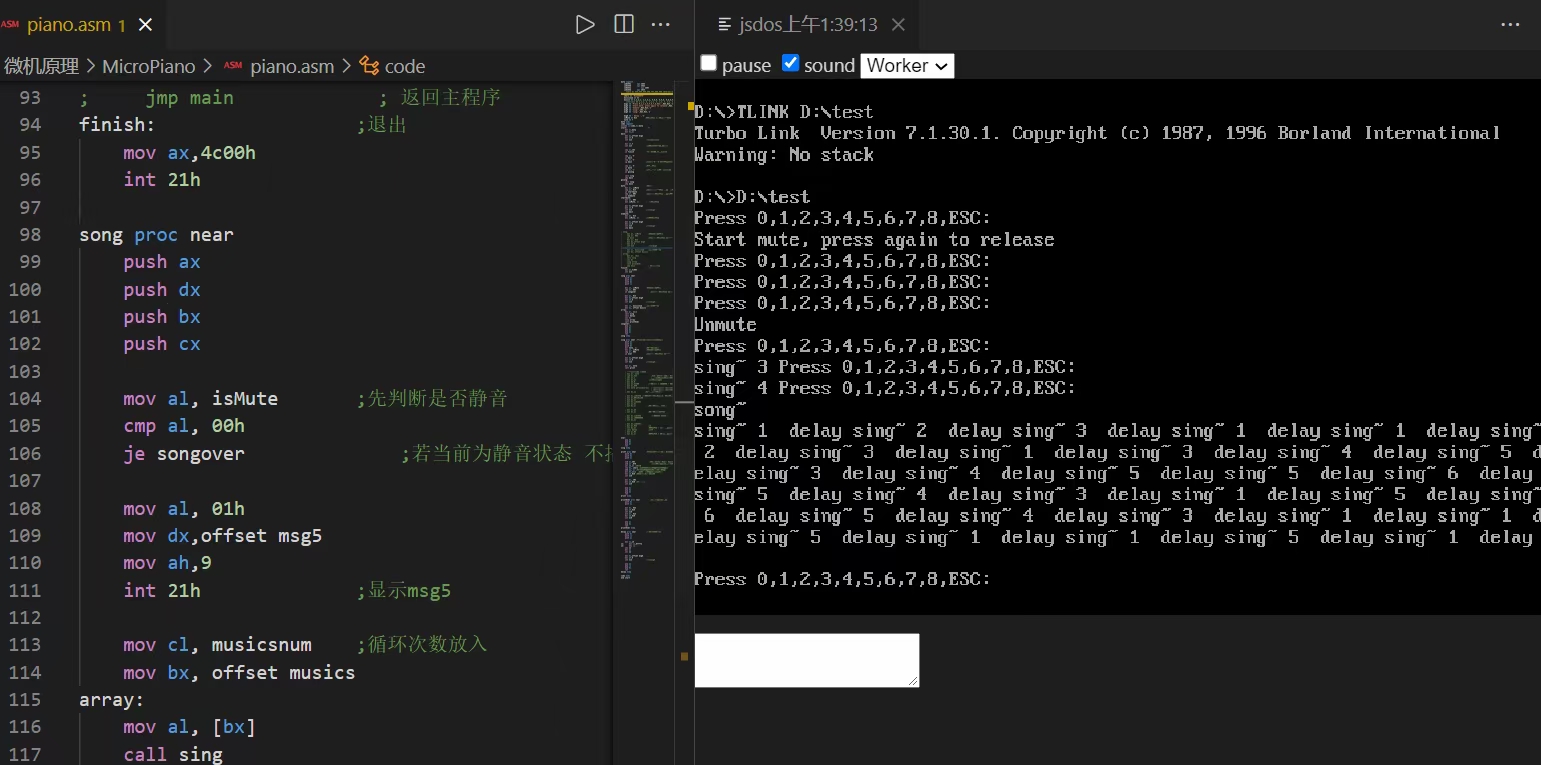 ASM piano.asm 1
微机原理 > MicroPiano > ASM piano.asm > code
93 ; jmp main ; 返回主程序
94 finish: ;退出
95 mov ax,4c00h
96 int 21h
97
98 song proc near
99 push ax
100 push dx
101 push bx
102 push cx
103
104 mov al, isMute ;先判断是否静音
105 cmp al, 00h
106 je songover ;若当前为静音状态 不
107
108 mov al, 01h
109 mov dx,offset msg5
110 mov ah,9
111 int 21h ;显示msg5
112
113 mov cl, musicsnum ;循环次数放入
114 mov bx, offset musics
115 array:
116 mov al, [bx]
117 call sing
jsdos上午1:39:13
pause sound Worker
D:\>TLINK D:\test
Turbo Link Version 7.1.30.1. Copyright (c) 1987, 1996 Borland International
Warning: No stack
D:\>D:\test
Press 0,1,2,3,4,5,6,7,8,ESC:
Start mute, press again to release
Press 0,1,2,3,4,5,6,7,8,ESC:
Press 0,1,2,3,4,5,6,7,8,ESC:
Press 0,1,2,3,4,5,6,7,8,ESC:
Unmute
Press 0,1,2,3,4,5,6,7,8,ESC:
sing~ 3 Press 0,1,2,3,4,5,6,7,8,ESC:
sing~ 4 Press 0,1,2,3,4,5,6,7,8,ESC:
song~
sing~ 1 delay sing~ 2 delay sing~ 3 delay sing~ 1 delay sing~ 1 delay sing~
2 delay sing~ 3 delay sing~ 1 delay sing~ 3 delay sing~ 4 delay sing~ 5 d
elay sing~ 3 delay sing~ 4 delay sing~ 5 delay sing~ 5 delay sing~ 6 delay
sing~ 5 delay sing~ 4 delay sing~ 3 delay sing~ 1 delay sing~ 5 delay sing~
6 delay sing~ 5 delay sing~ 4 delay sing~ 3 delay sing~ 1 delay sing~ 1 d
elay sing~ 5 delay sing~ 1 delay sing~ 1 delay sing~ 5 delay sing~ 1 delay
Press 0,1,2,3,4,5,6,7,8,ESC: